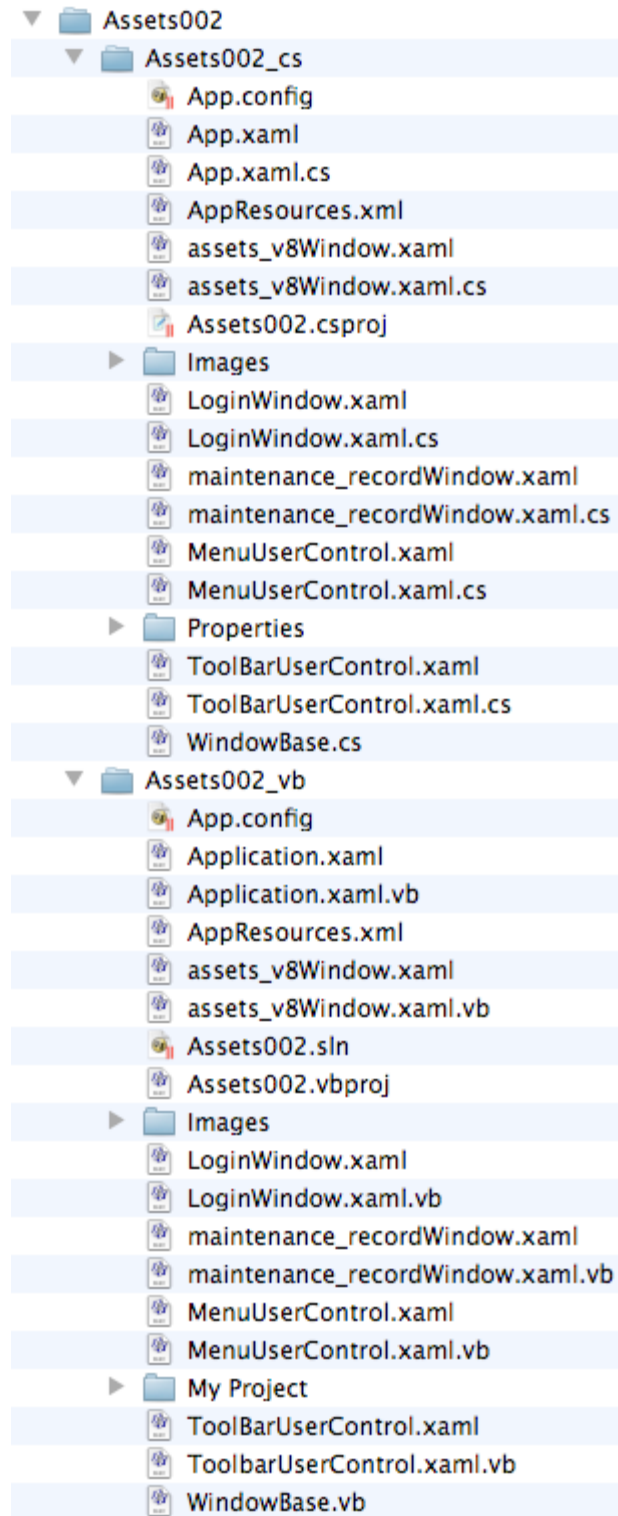 Assets002
Assets002_cs
App.config
App.xaml
App.xaml.cs
AppResources.xml
assets_v8Window.xaml
assets_v8Window.xaml.cs
Assets002.csproj
Images
LoginWindow.xaml
LoginWindow.xaml.cs
maintenance_recordWindow.xaml
maintenance_recordWindow.xaml.cs
MenuUserControl.xaml
MenuUserControl.xaml.cs
Properties
ToolBarUserControl.xaml
ToolBarUserControl.xaml.cs
WindowBase.cs
Assets002_vb
App.config
Application.xaml
Application.xaml.vb
AppResources.xml
assets_v8Window.xaml
assets_v8Window.xaml.vb
Assets002.sln
Assets002.vbproj
Images
LoginWindow.xaml
LoginWindow.xaml.vb
maintenance_recordWindow.xaml
maintenance_recordWindow.xaml.vb
MenuUserControl.xaml
MenuUserControl.xaml.vb
My Project
ToolBarUserControl.xaml
ToolbarUserControl.xaml.vb
WindowBase.vb